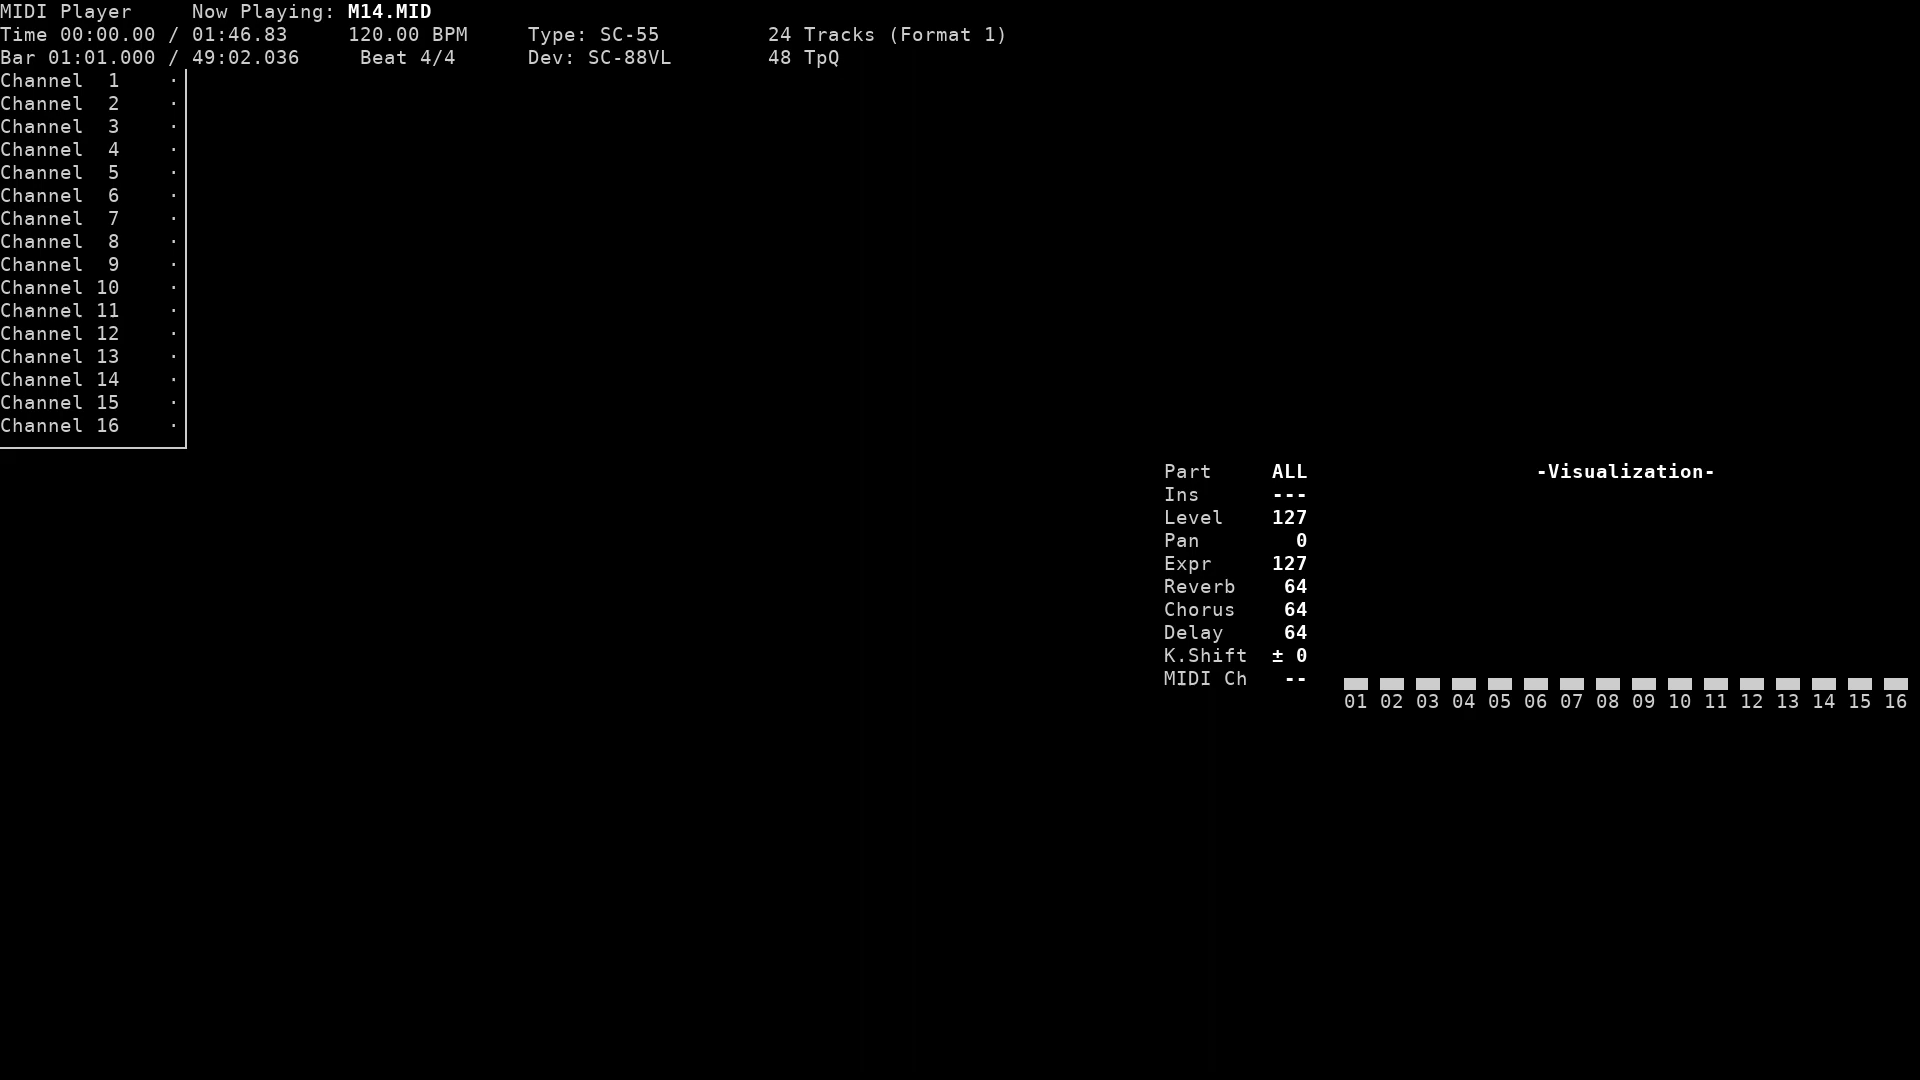 MIDI Player     Now Playing: M14.MID
Time 00:00.00 / 01:46.83     120.00 BPM     Type: SC-55         24 Tracks (Format 1)
Bar 01:01.000 / 49:02.036     Beat 4/4      Dev: SC-88VL        48 TpQ
Channel  1    ·
Channel  2    ·
Channel  3    ·
Channel  4    ·
Channel  5    ·
Channel  6    ·
Channel  7    ·
Channel  8    ·
Channel  9    ·
Channel 10    ·
Channel 11    ·
Channel 12    ·
Channel 13    ·
Channel 14    ·
Channel 15    ·
Channel 16    ·
Part     ALL     -Visualization-
Ins      ---
Level    127
Pan        0
Expr     127
Reverb    64
Chorus    64
Delay     64
K.Shift  ± 0
MIDI Ch   --
01 02 03 04 05 06 07 08 09 10 11 12 13 14 15 16